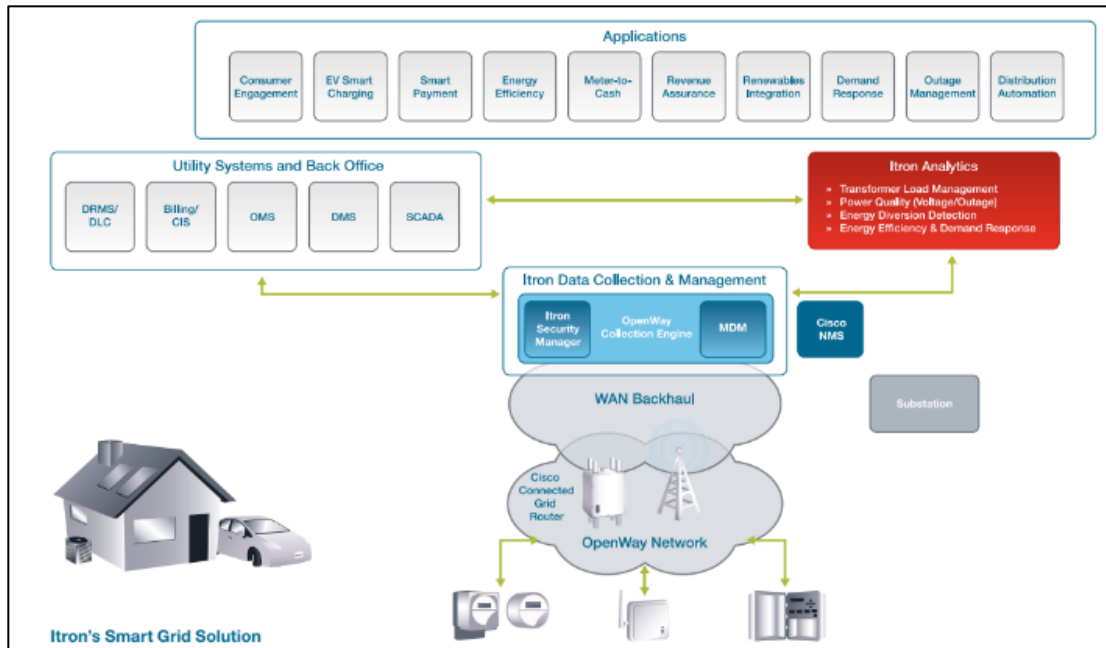 Applications
Consumer
Engagement
EV Smart
Charging
Smart
Payment
Energy
Efficiency
Meter-to-
Cash
Revenue
Assurance
Renewables
Integration
Demand
Response
Outage
Management
Distribution
Automation
Utility Systems and Back Office
DRMS/
DLC
Billing/
CIS
OMS
DMS
SCADA
Itron Analytics
» Transformer Load Management
» Power Quality (Voltage/Outage)
» Energy Diversion Detection
» Energy Efficiency & Demand Response
Itron Data Collection & Management
Itron
Security
Manager
OpenWay
Collection Engine
MDM
Cisco
NMS
WAN Backhaul
Substation
Cisco
Connected
Grid
Router
OpenWay Network
Itron's Smart Grid Solution